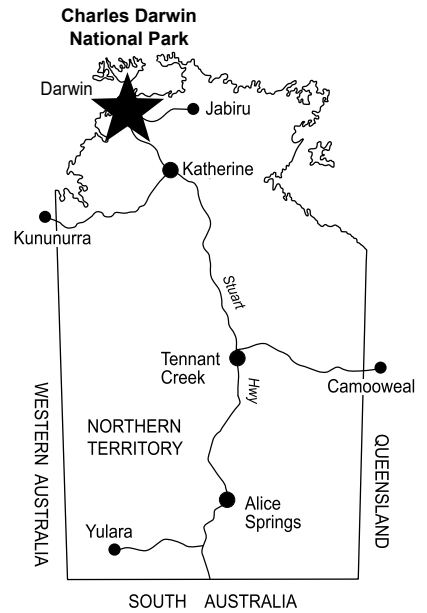 Charles Darwin
National Park
Darwin
Jabiru
Katherine
Kununurra
Stuart
Tennant
Creek
Camooweal
Hwy
WESTERN AUSTRALIA
NORTHERN
TERRITORY
QUEENSLAND
Alice
Springs
Yulara
SOUTH AUSTRALIA